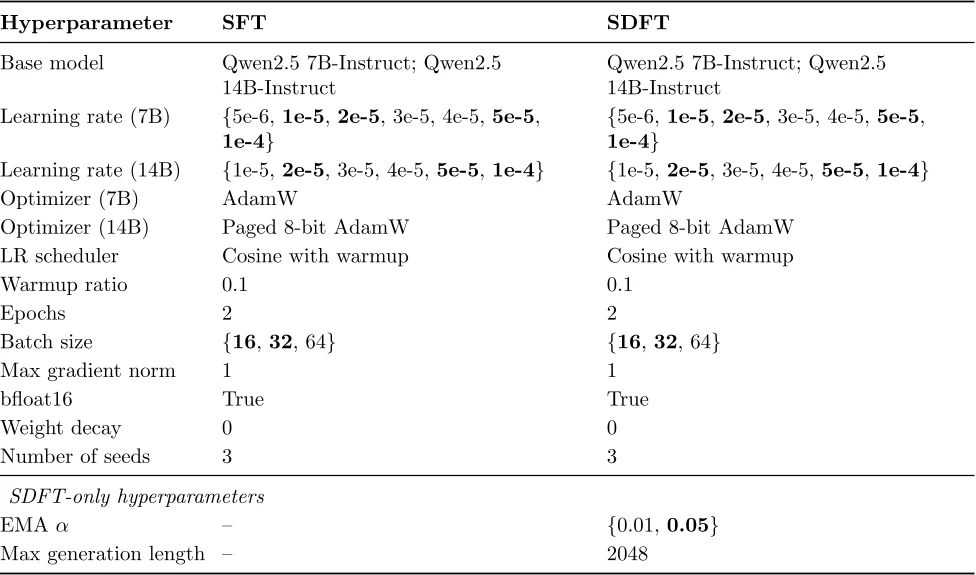 Hyperparameter SFT SDFT
Base model Qwen2.5 7B-Instruct; Qwen2.5 Qwen2.5 7B-Instruct; Qwen2.5
14B-Instruct 14B-Instruct
Learning rate (7B) {5e-6, 1e-5, 2e-5, 3e-5, 4e-5, 5e-5, {5e-6, 1e-5, 2e-5, 3e-5, 4e-5, 5e-5,
1e-4} 1e-4}
Learning rate (14B) {1e-5, 2e-5, 3e-5, 4e-5, 5e-5, 1e-4} {1e-5, 2e-5, 3e-5, 4e-5, 5e-5, 1e-4}
Optimizer (7B) AdamW AdamW
Optimizer (14B) Paged 8-bit AdamW Paged 8-bit AdamW
LR scheduler Cosine with warmup Cosine with warmup
Warmup ratio 0.1 0.1
Epochs 2 2
Batch size {16, 32, 64} {16, 32, 64}
Max gradient norm 1 1
bfloat16 True True
Weight decay 0 0
Number of seeds 3 3
SDFT-only hyperparameters
EMA α – {0.01, 0.05}
Max generation length – 2048